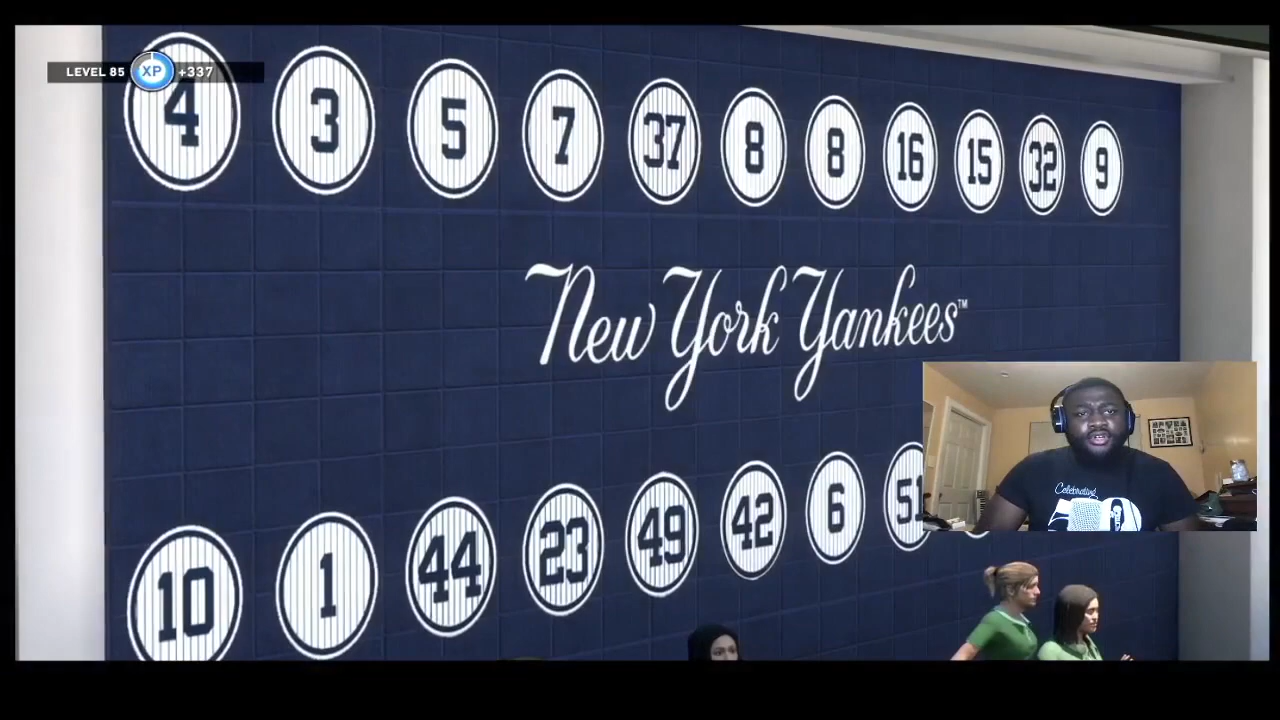 LEVEL 85 XP +337
4 3 5 7 37 8 8 16 15 32 9
New York Yankees™
10 1 44 23 49 42 6 51
Celebrating